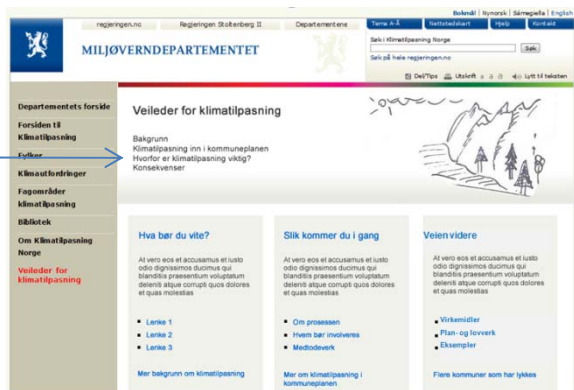 Bokmål | Nynorsk | Sámegiella | English
regjeringen.no Regjeringen Stoltenberg II Departementene Tema A-Å Nettstedskart Hjelp Kontakt
MILJØVERNDEPARTEMENTET
Søk i Klimatilpasning Norge
Søk
Søk på hele regjeringen.no
Del/Tips Utskrift a a a Lytt til teksten
Departementets forside
Forsiden til
Klimatilpasning
Fylker
Klimautfordringer
Fagområder
klimatilpasning
Bibliotek
Om Klimatilpasning
Norge
Veileder for
klimatilpasning
Veileder for klimatilpasning
Bakgrunn
Klimatilpasning inn i kommuneplanen
Hvorfor er klimatilpasning viktig?
Konsekvenser
Hva bør du vite?
At vero eos et accusamus et iusto
odio dignissimos ducimus qui
blanditiis praesentium voluptatum
deleniti atque corrupti quos dolores
et quas molestias
Lenke 1
Lenke 2
Lenke 3
Mer bakgrunn om klimatilpasning
Slik kommer du i gang
At vero eos et accusamus et iusto
odio dignissimos ducimus qui
blanditiis praesentium voluptatum
deleniti atque corrupti quos dolores
et quas molestias
Om prosessen
Hvem bør involveres
Medtodeverk
Mer om klimatilpasning i
kommuneplanen
Veien videre
At vero eos et accusamus et iusto
odio dignissimos ducimus qui
blanditiis praesentium voluptatum
deleniti atque corrupti quos dolores
et quas molestias
Virkemidler
Plan- og lovverk
Eksempler
Flere kommuner som har lykkes